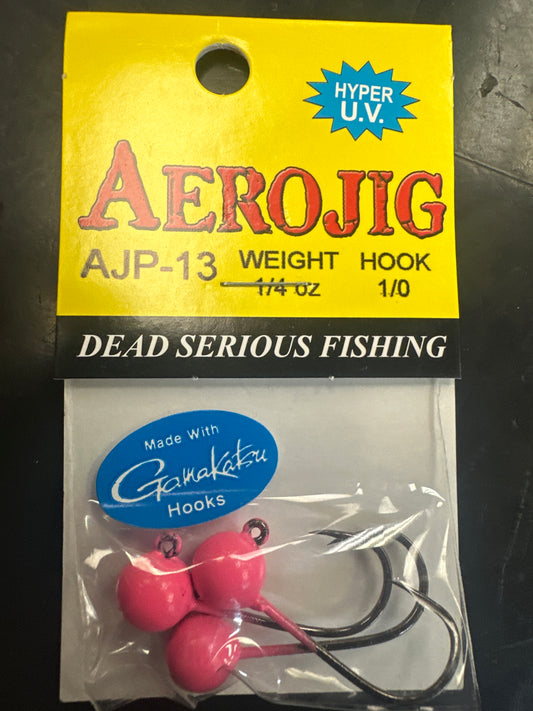 HYPER
U.V.
AEROJIG
AJP-13 WEIGHT HOOK
1/4 oz 1/0
DEAD SERIOUS FISHING
Made With
Gamakatsu
Hooks